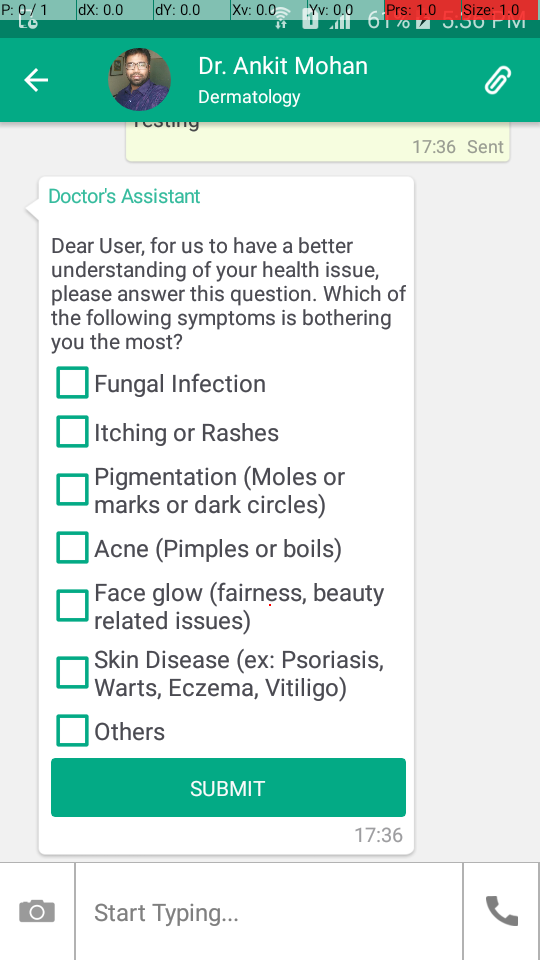 P: 0 / 1 dX: 0.0 dY: 0.0 Xv: 0.0 Yv: 0.0 Prs: 1.0 Size: 1.0
61% 5:36 PM
Dr. Ankit Mohan
Dermatology
Testing
17:36 Sent
Doctor's Assistant
Dear User, for us to have a better
understanding of your health issue,
please answer this question. Which of
the following symptoms is bothering
you the most?
Fungal Infection
Itching or Rashes
Pigmentation (Moles or
marks or dark circles)
Acne (Pimples or boils)
Face glow (fairness, beauty
related issues)
Skin Disease (ex: Psoriasis,
Warts, Eczema, Vitiligo)
Others
SUBMIT
17:36
Start Typing...